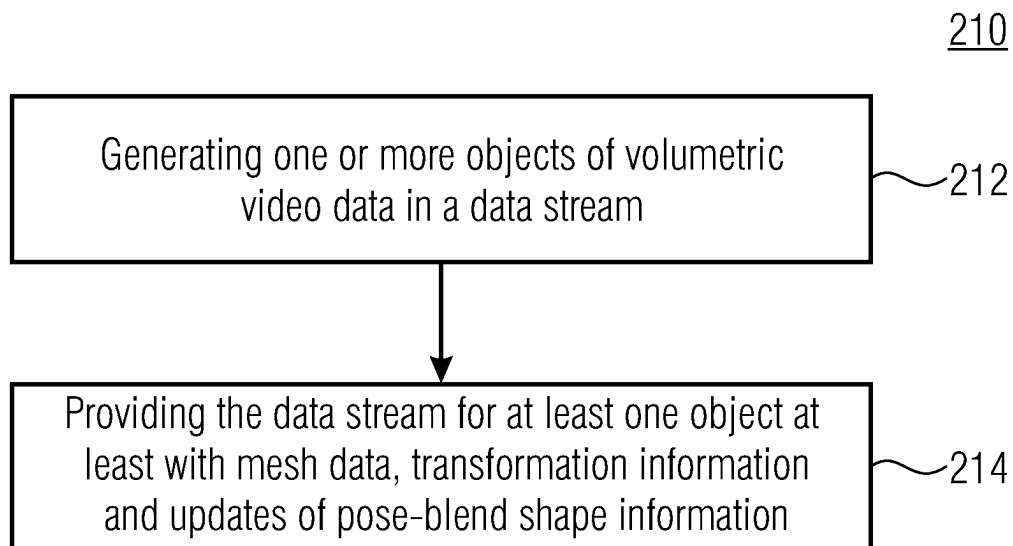 210
Generating one or more objects of volumetric
video data in a data stream
212
Providing the data stream for at least one object at
least with mesh data, transformation information
and updates of pose-blend shape information
214